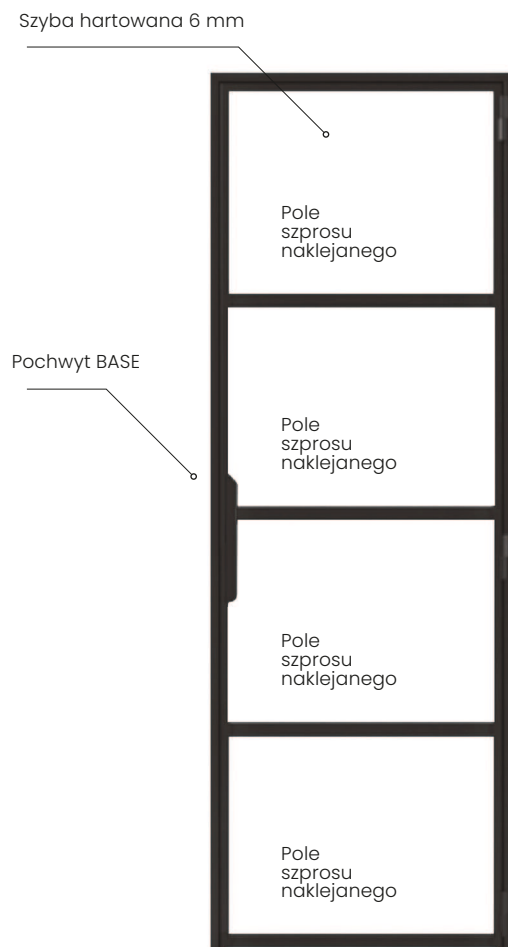 Szyba hartowana 6 mm
Pole
szprosu
naklejanego
Pochwyt BASE
Pole
szprosu
naklejanego
Pole
szprosu
naklejanego
Pole
szprosu
naklejanego